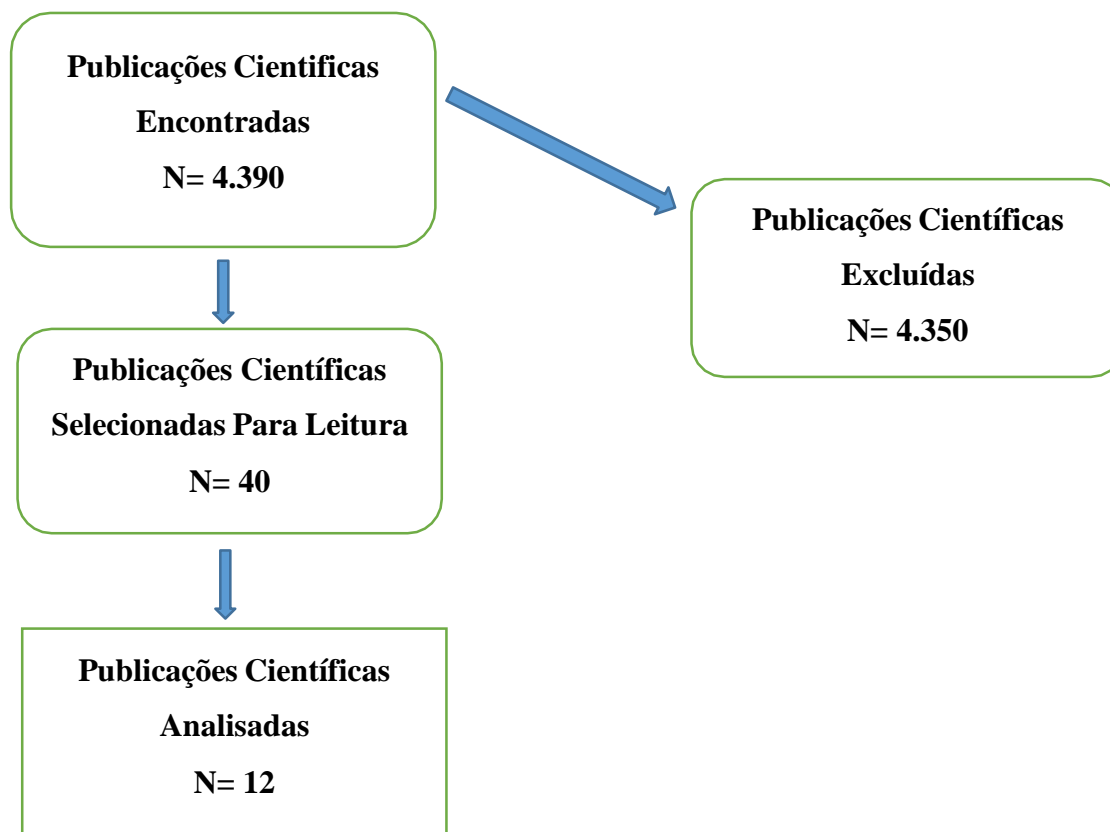 Publicações Cientificas
Encontradas
N= 4.390
Publicações Científicas
Excluídas
N= 4.350
Publicações Científicas
Selecionadas Para Leitura
N= 40
Publicações Científicas
Analisadas
N= 12